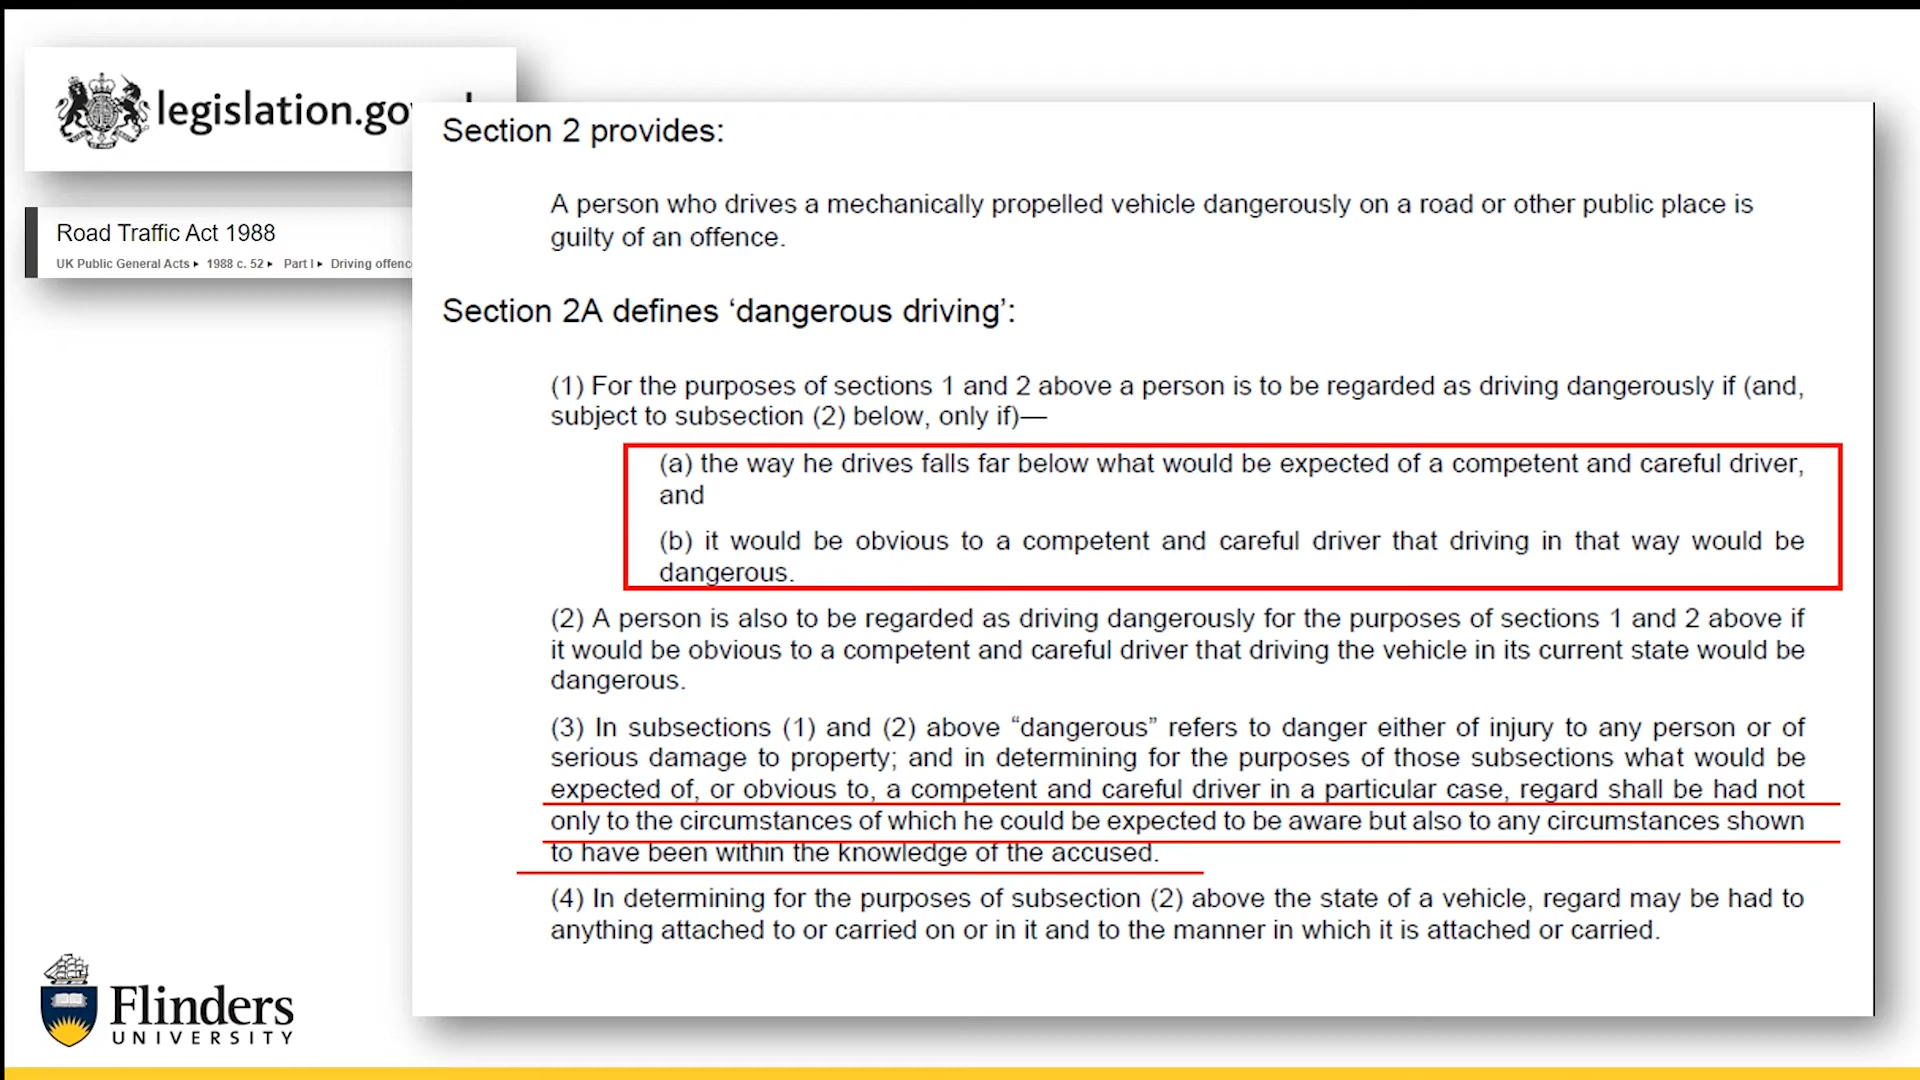 legislation.go
Section 2 provides:
A person who drives a mechanically propelled vehicle dangerously on a road or other public place is
guilty of an offence.
Road Traffic Act 1988
UK Public General Acts ▸ 1988 c. 52 ▸ Part I ▸ Driving offenc
Section 2A defines ‘dangerous driving’:
(1) For the purposes of sections 1 and 2 above a person is to be regarded as driving dangerously if (and,
subject to subsection (2) below, only if)—
(a) the way he drives falls far below what would be expected of a competent and careful driver,
and
(b) it would be obvious to a competent and careful driver that driving in that way would be
dangerous.
(2) A person is also to be regarded as driving dangerously for the purposes of sections 1 and 2 above if
it would be obvious to a competent and careful driver that driving the vehicle in its current state would be
dangerous.
(3) In subsections (1) and (2) above “dangerous” refers to danger either of injury to any person or of
serious damage to property; and in determining for the purposes of those subsections what would be
expected of, or obvious to, a competent and careful driver in a particular case, regard shall be had not
only to the circumstances of which he could be expected to be aware but also to any circumstances shown
to have been within the knowledge of the accused.
(4) In determining for the purposes of subsection (2) above the state of a vehicle, regard may be had to
anything attached to or carried on or in it and to the manner in which it is attached or carried.
Flinders
UNIVERSITY